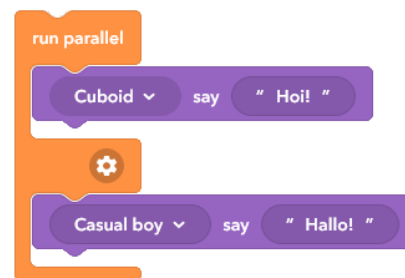 run parallel
Cuboid say " Hoi! "
Casual boy say " Hallo! "